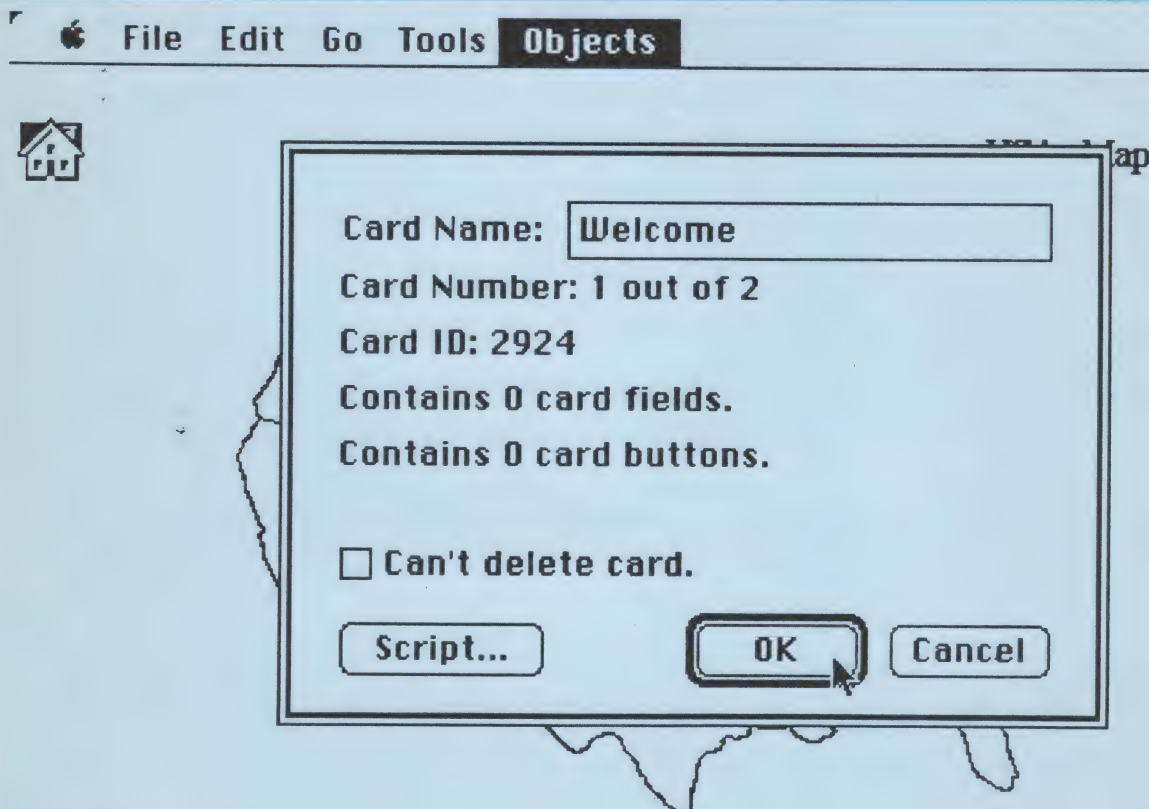 File Edit Go Tools Objects
Card Name: Welcome
Card Number: 1 out of 2
Card ID: 2924
Contains 0 card fields.
Contains 0 card buttons.
Can't delete card.
Script... OK Cancel